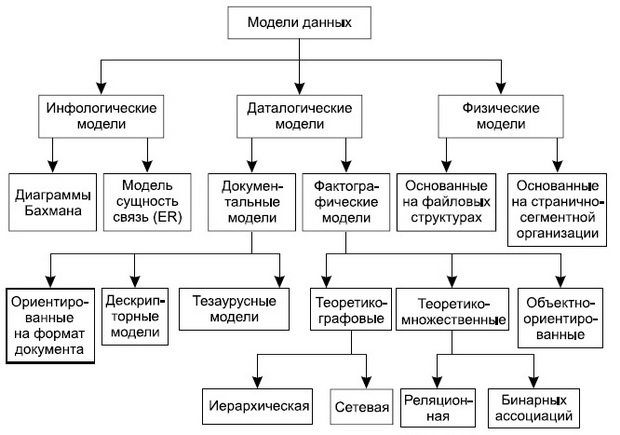 Модели данных
Инфологические
модели
Даталогические
модели
Физические
модели
Диаграммы
Бахмана
Модель
сущность
связь (ER)
Докумен-
тальные
модели
Фактогра-
фические
модели
Основанные
на файловых
структурах
Основанные
на странично-
сегментной
организации
Ориентиро-
ванные
на формат
документа
Дескрип-
торные
модели
Тезаурусные
модели
Теоретико-
графовые
Теоретико-
множественные
Объектно-
ориентиро-
ванные
Иерархическая
Сетевая
Реляцион-
ная
Бинарных
ассоциаций